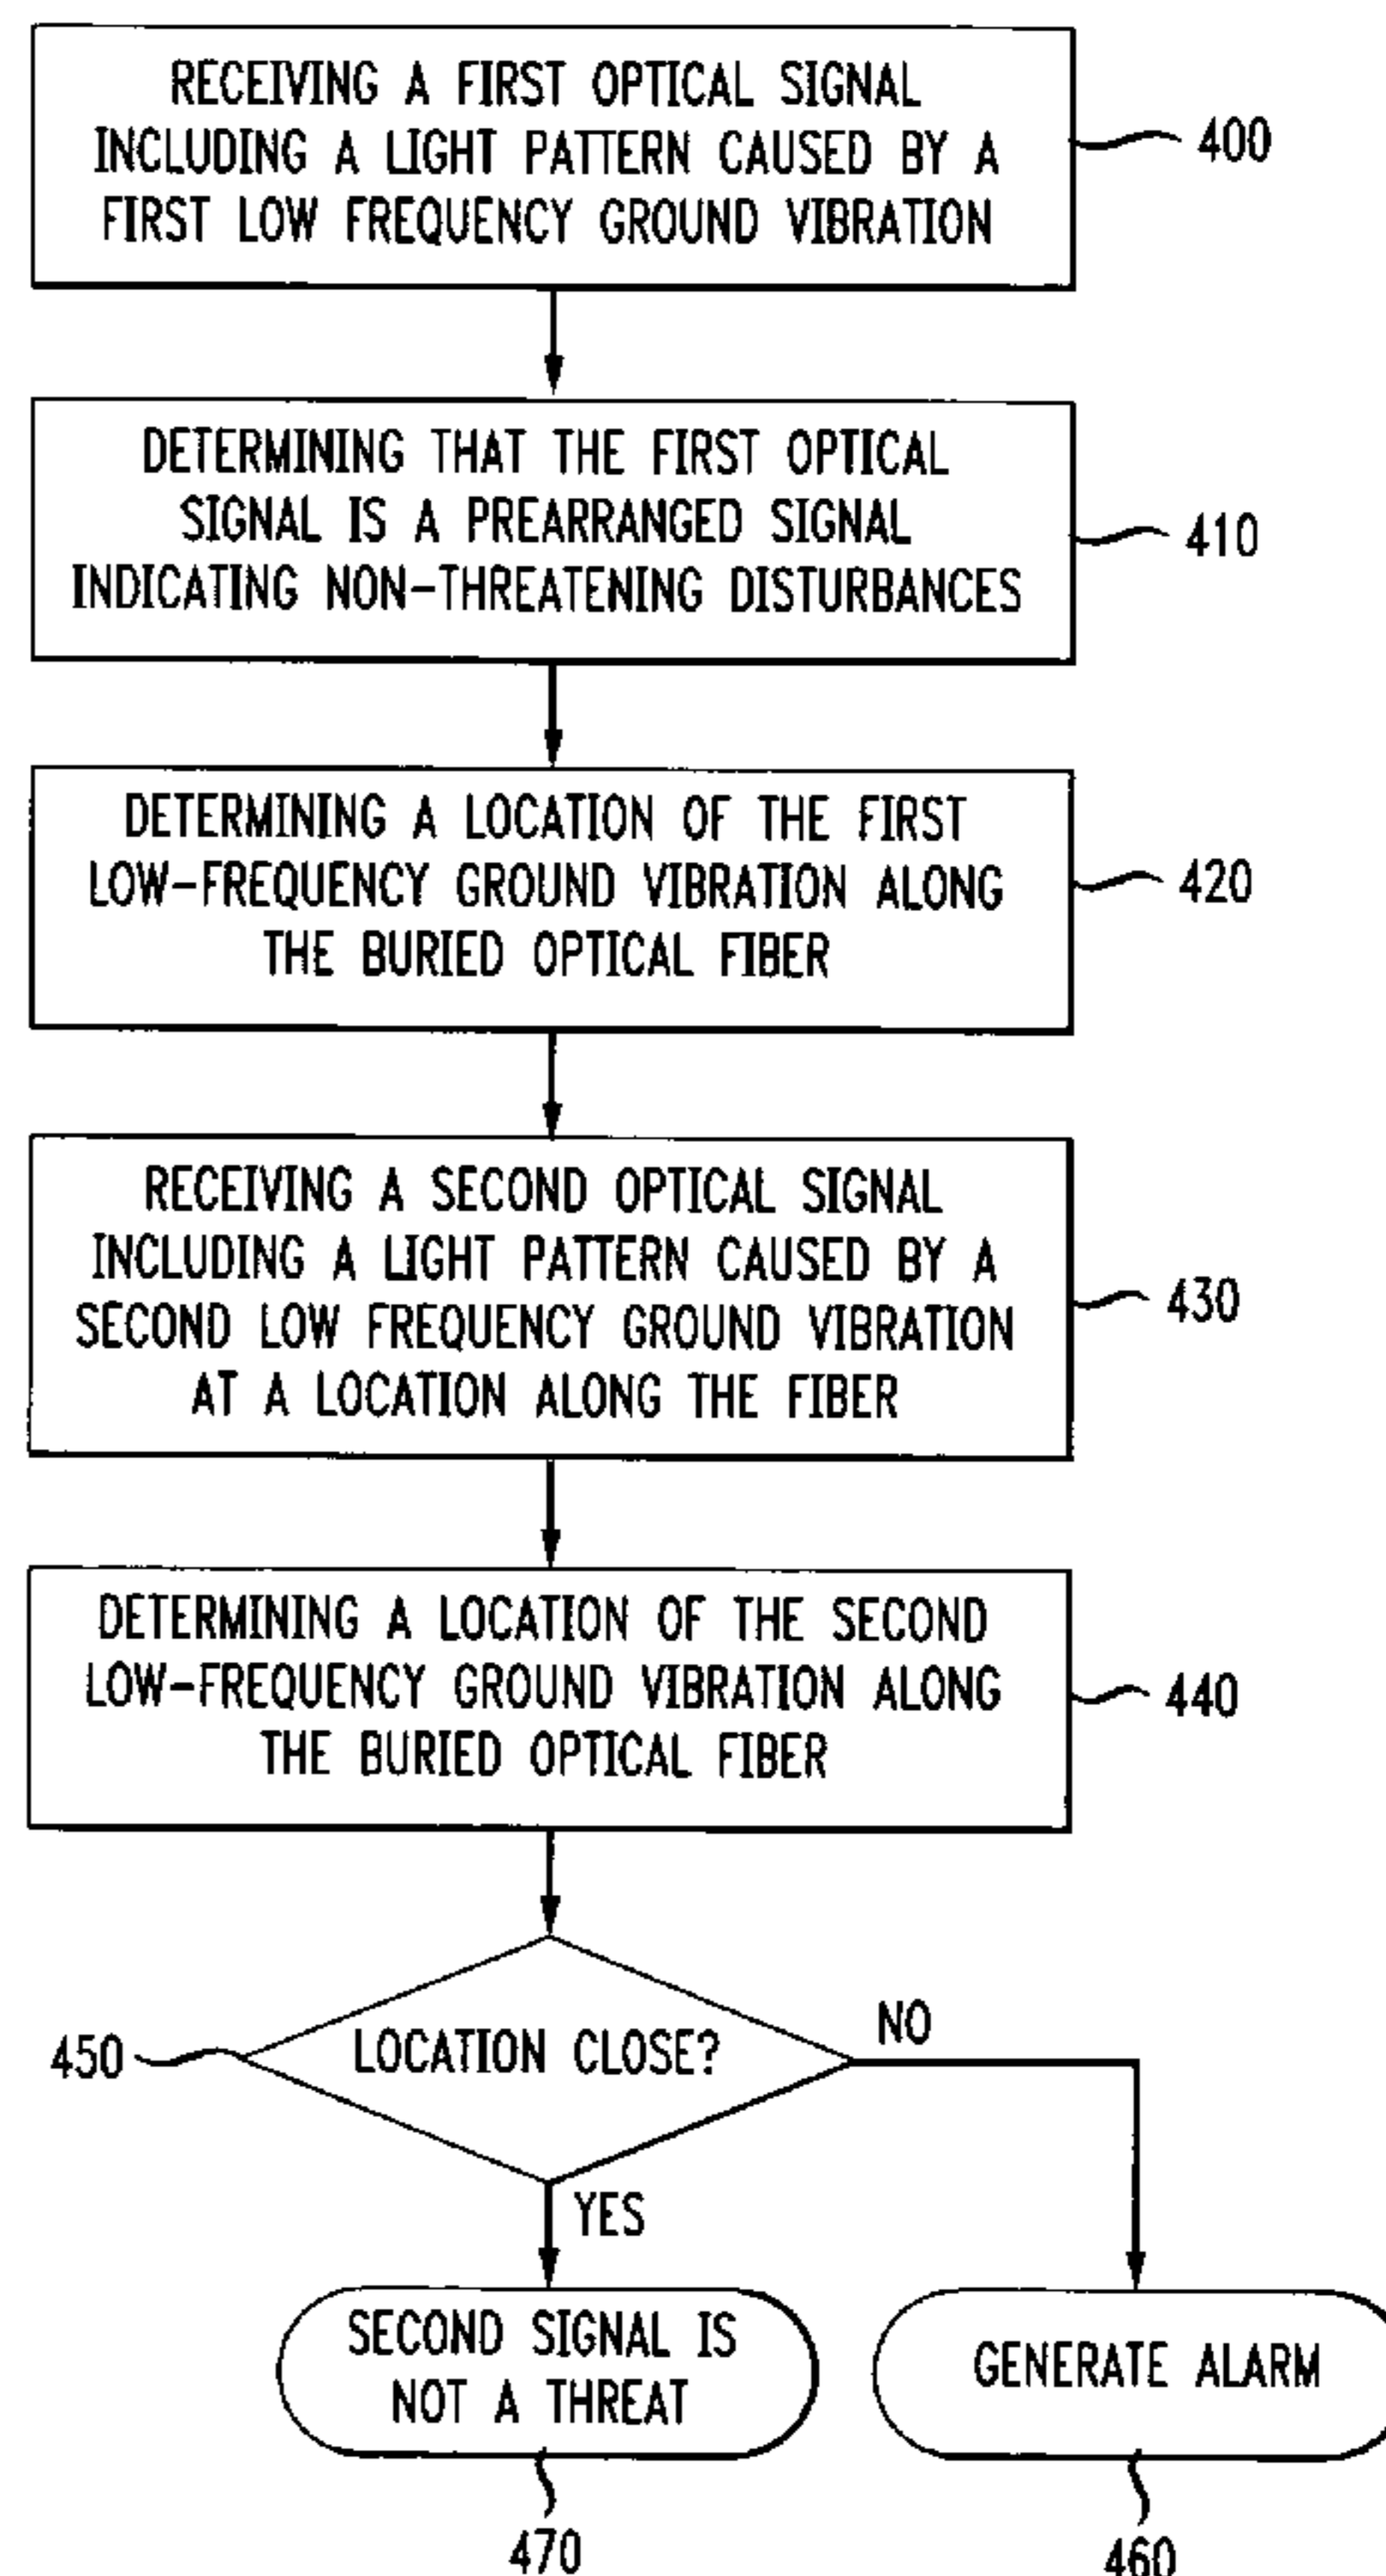 RECEIVING A FIRST OPTICAL SIGNAL
INCLUDING A LIGHT PATTERN CAUSED BY A
FIRST LOW FREQUENCY GROUND VIBRATION
400
DETERMINING THAT THE FIRST OPTICAL
SIGNAL IS A PREARRANGED SIGNAL
INDICATING NON-THREATENING DISTURBANCES
410
DETERMINING A LOCATION OF THE FIRST
LOW-FREQUENCY GROUND VIBRATION ALONG
THE BURIED OPTICAL FIBER
420
RECEIVING A SECOND OPTICAL SIGNAL
INCLUDING A LIGHT PATTERN CAUSED BY A
SECOND LOW FREQUENCY GROUND VIBRATION
AT A LOCATION ALONG THE FIBER
430
DETERMINING A LOCATION OF THE SECOND
LOW-FREQUENCY GROUND VIBRATION ALONG
THE BURIED OPTICAL FIBER
440
450
LOCATION CLOSE?
NO
YES
SECOND SIGNAL IS
NOT A THREAT
GENERATE ALARM
470
460